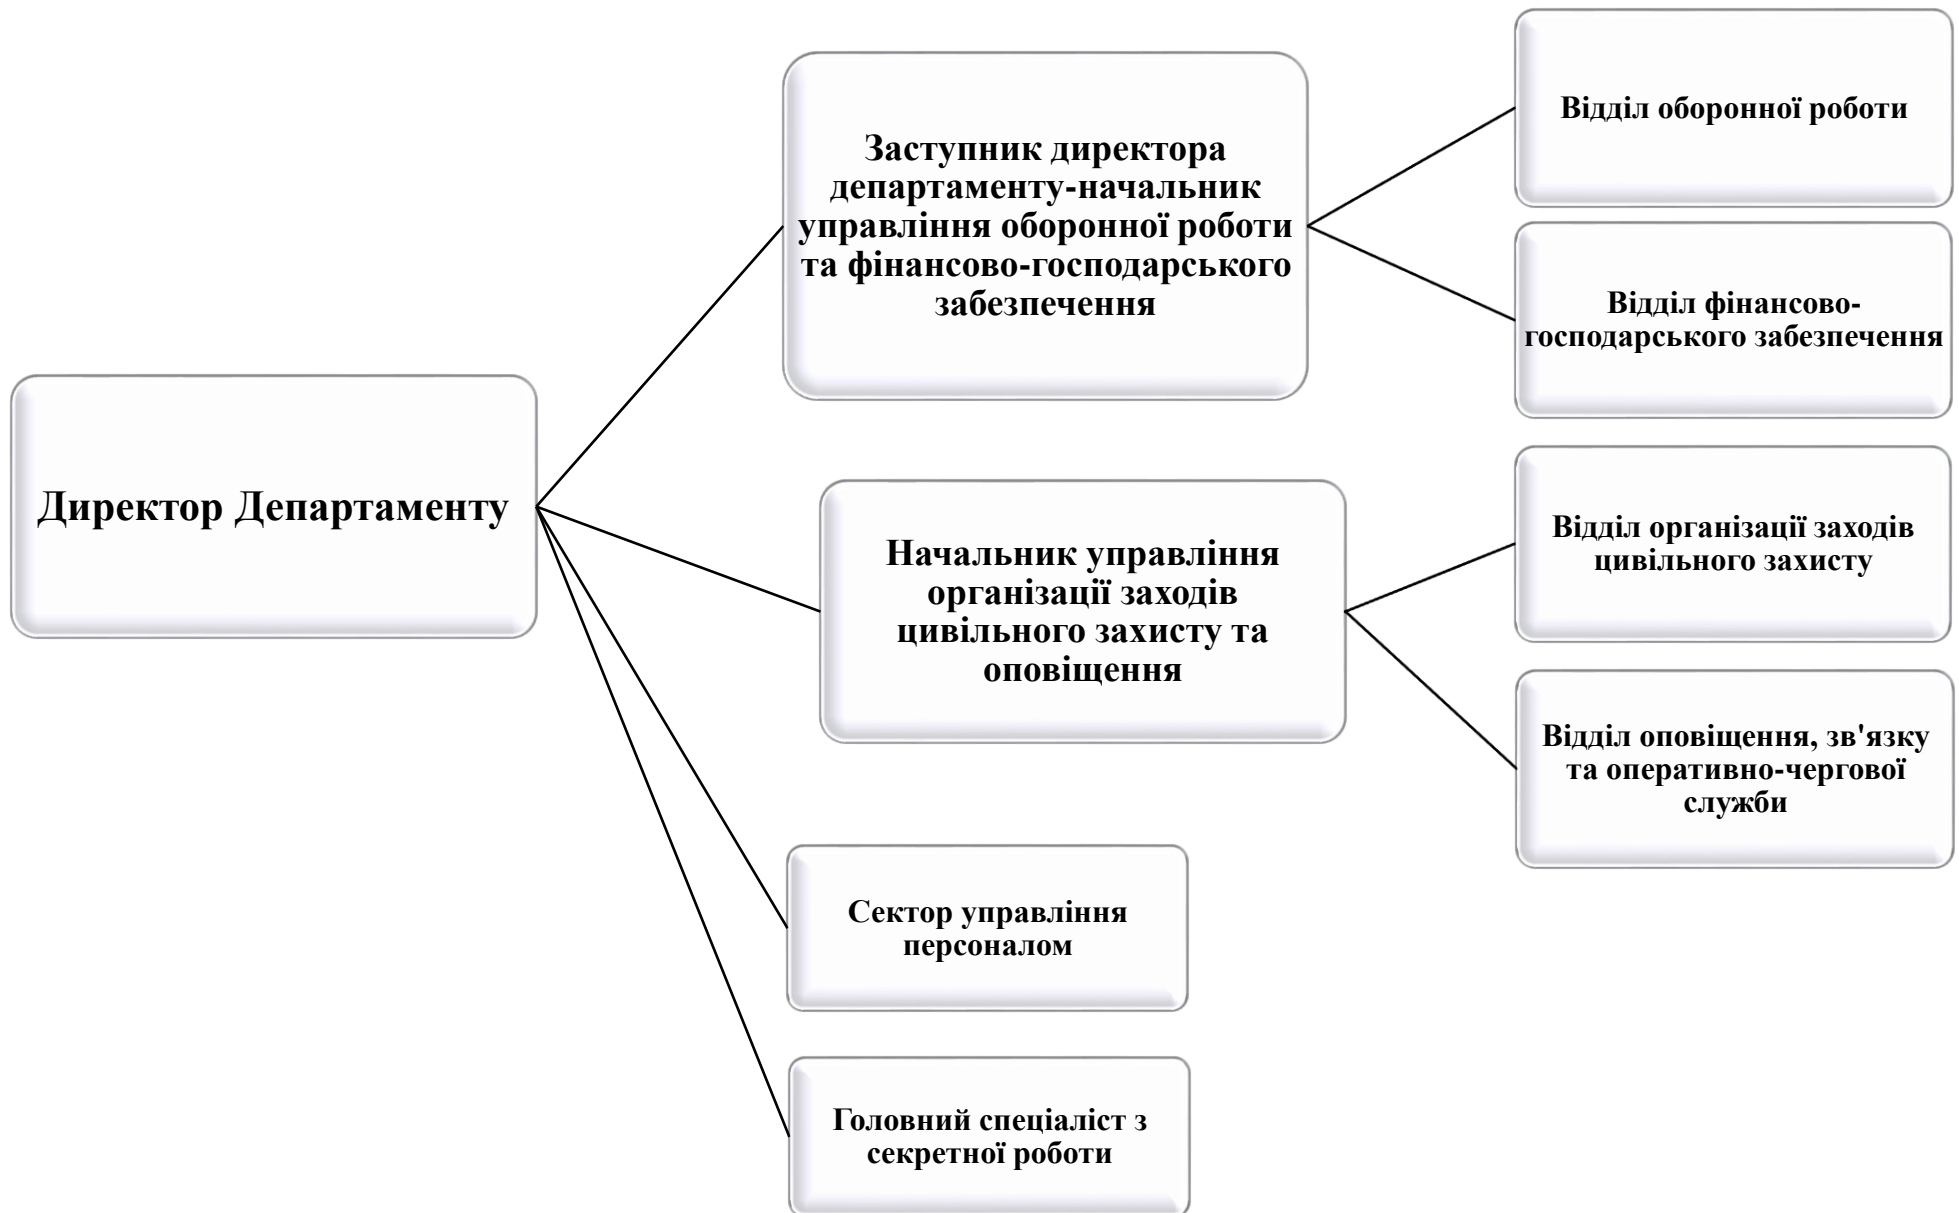 Директор Департаменту
Заступник директора
департаменту-начальник
управління оборонної роботи
та фінансово-господарського
забезпечення
Відділ оборонної роботи
Відділ фінансово-
господарського забезпечення
Начальник управління
організації заходів
цивільного захисту та
оповіщення
Відділ організації заходів
цивільного захисту
Відділ оповіщення, зв'язку
та оперативно-чергової
служби
Сектор управління
персоналом
Головний спеціаліст з
секретної роботи